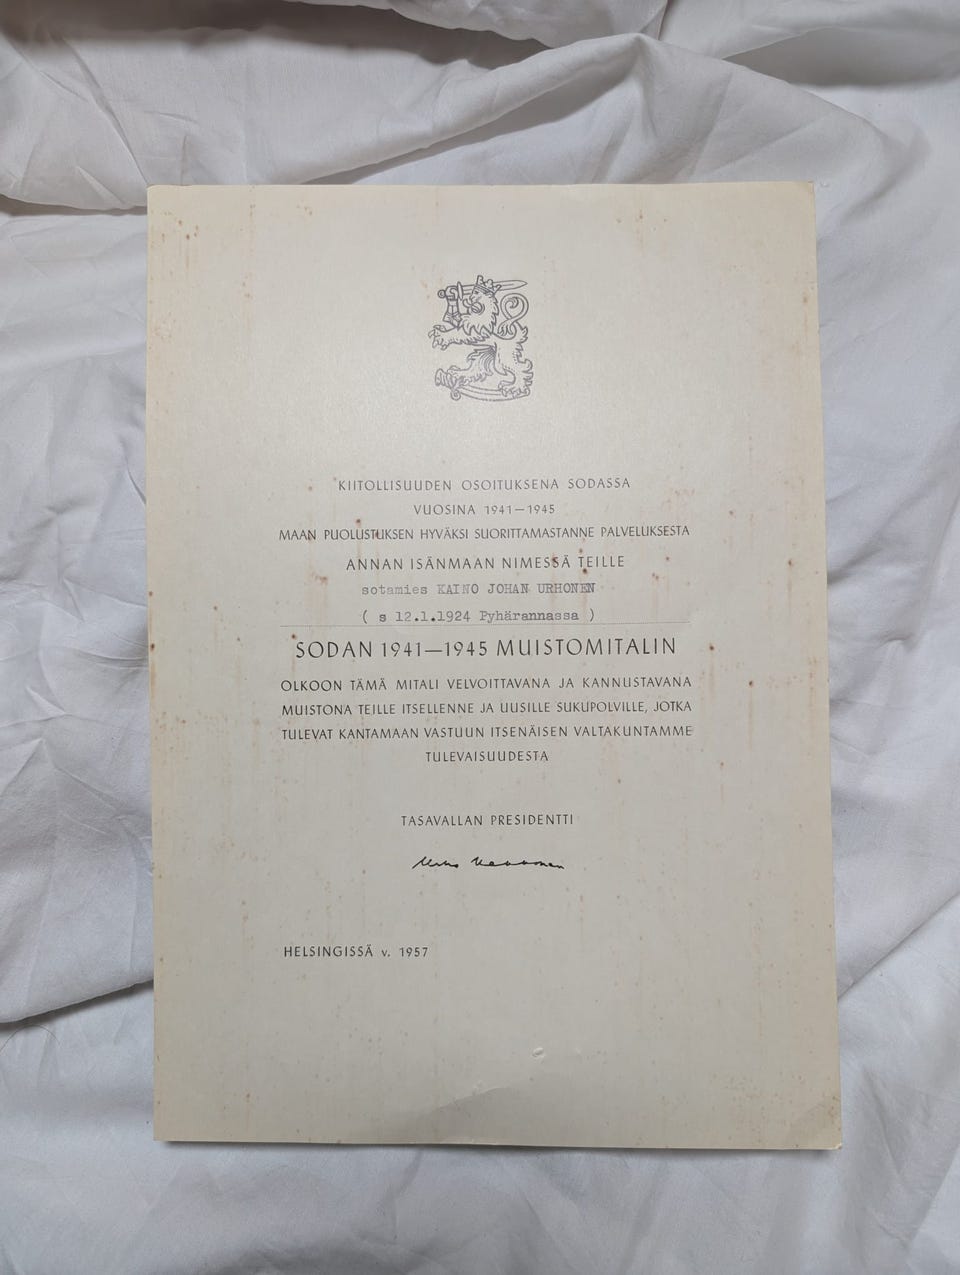 KIITOLLISUUDEN OSOITUKSENA SODASSA
VUOSINA 1941—1945
MAAN PUOLUSTUKSEN HYVÄKSI SUORITTAMASTANNE PALVELUKSESTA
ANNAN ISÄNMAAN NIMESSÄ TEILLE
sotamies KAINO JOHAN URHONEN
( s 12.1.1924 Pyhärannassa )
SODAN 1941—1945 MUISTOMITALIN
OLKOON TÄMÄ MITALI VELVOITTAVANA JA KANNUSTAVANA
MUISTONA TEILLE ITSELLENNE JA UUSILLE SUKUPOLVILLE, JOTKA
TULEVAT KANTAMAAN VASTUUN ITSENÄISEN VALTAKUNTAMME
TULEVAISUUDESTA
TASAVALLAN PRESIDENTTI
Urho Kekkonen
HELSINGISSÄ v. 1957